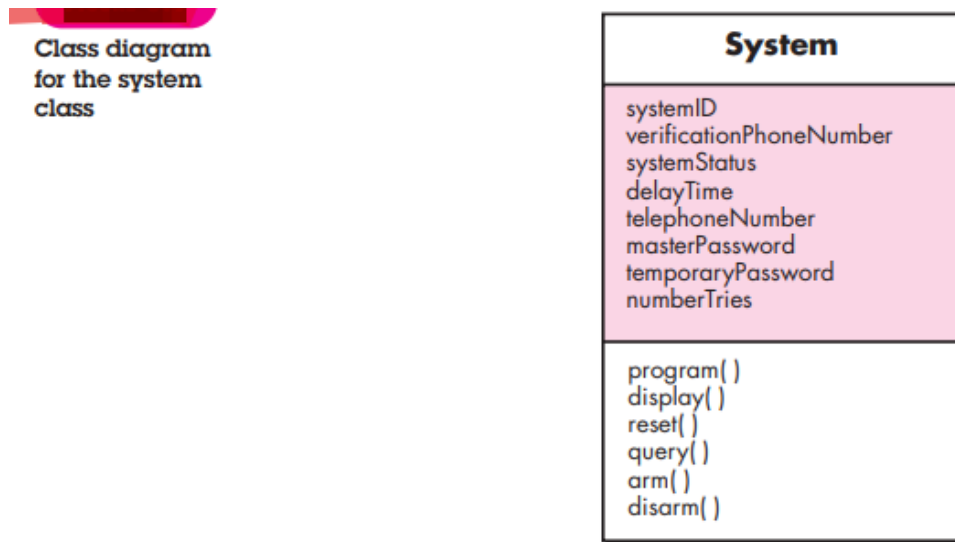 Class diagram
for the system
class
System
systemID
verificationPhoneNumber
systemStatus
delayTime
telephoneNumber
masterPassword
temporaryPassword
numberTries
program( )
display( )
reset( )
query( )
arm( )
disarm( )